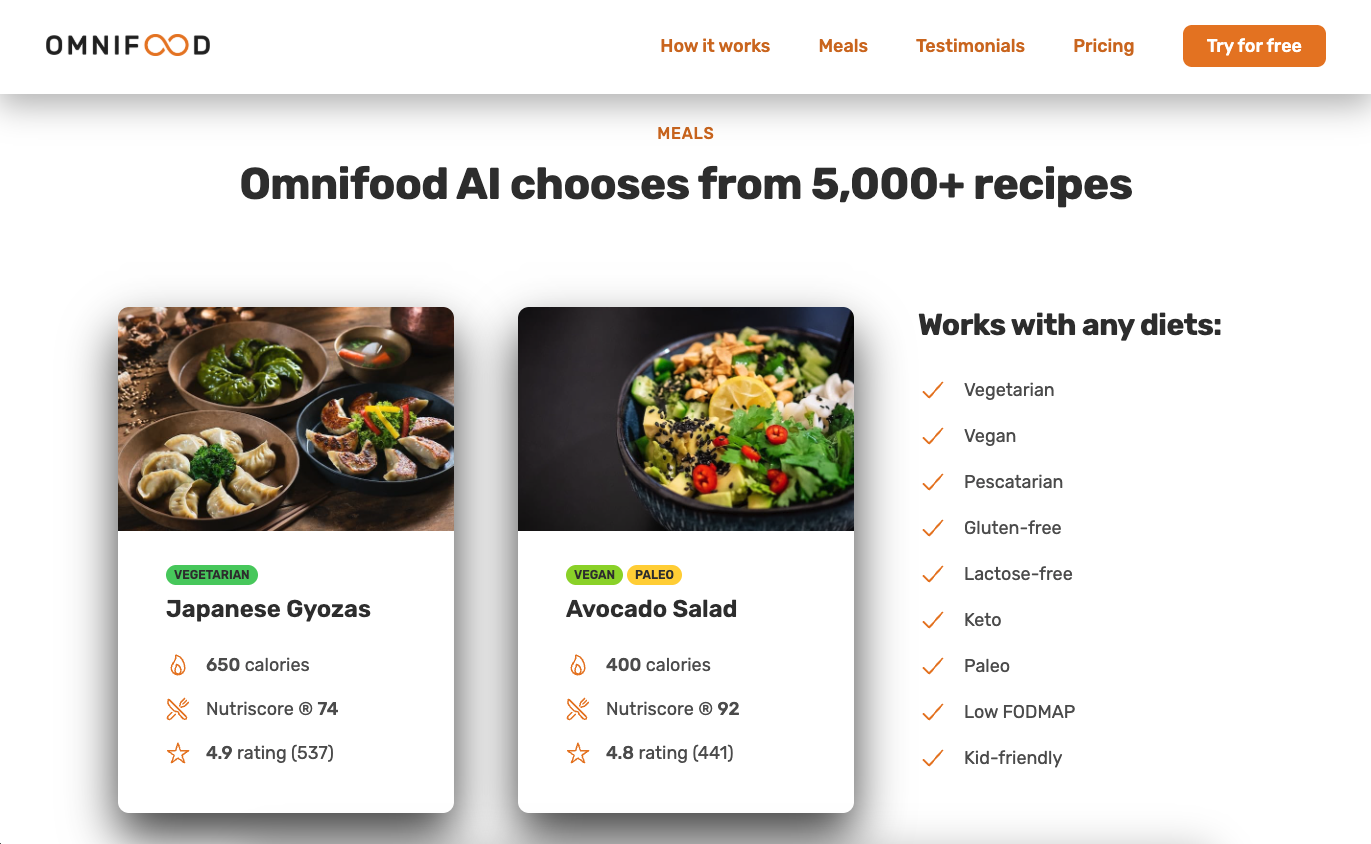 OMNIFOOD
How it works
Meals
Testimonials
Pricing
Try for free
MEALS
Omnifood AI chooses from 5,000+ recipes
VEGETARIAN
Japanese Gyozas
650 calories
Nutriscore ® 74
4.9 rating (537)
VEGAN PALEO
Avocado Salad
400 calories
Nutriscore ® 92
4.8 rating (441)
Works with any diets:
Vegetarian
Vegan
Pescatarian
Gluten-free
Lactose-free
Keto
Paleo
Low FODMAP
Kid-friendly